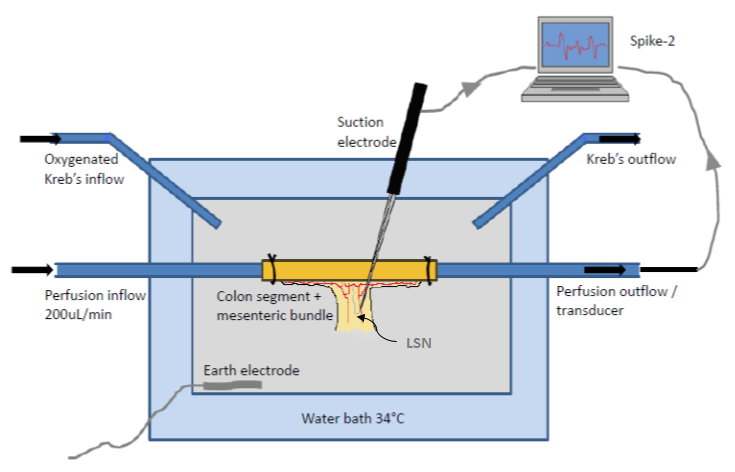 Spike-2
Suction
electrode
Oxygenated
Kreb's inflow
Kreb's outflow
Perfusion inflow
200uL/min
Colon segment +
mesenteric bundle
Perfusion outflow /
transducer
LSN
Earth electrode
Water bath 34°C